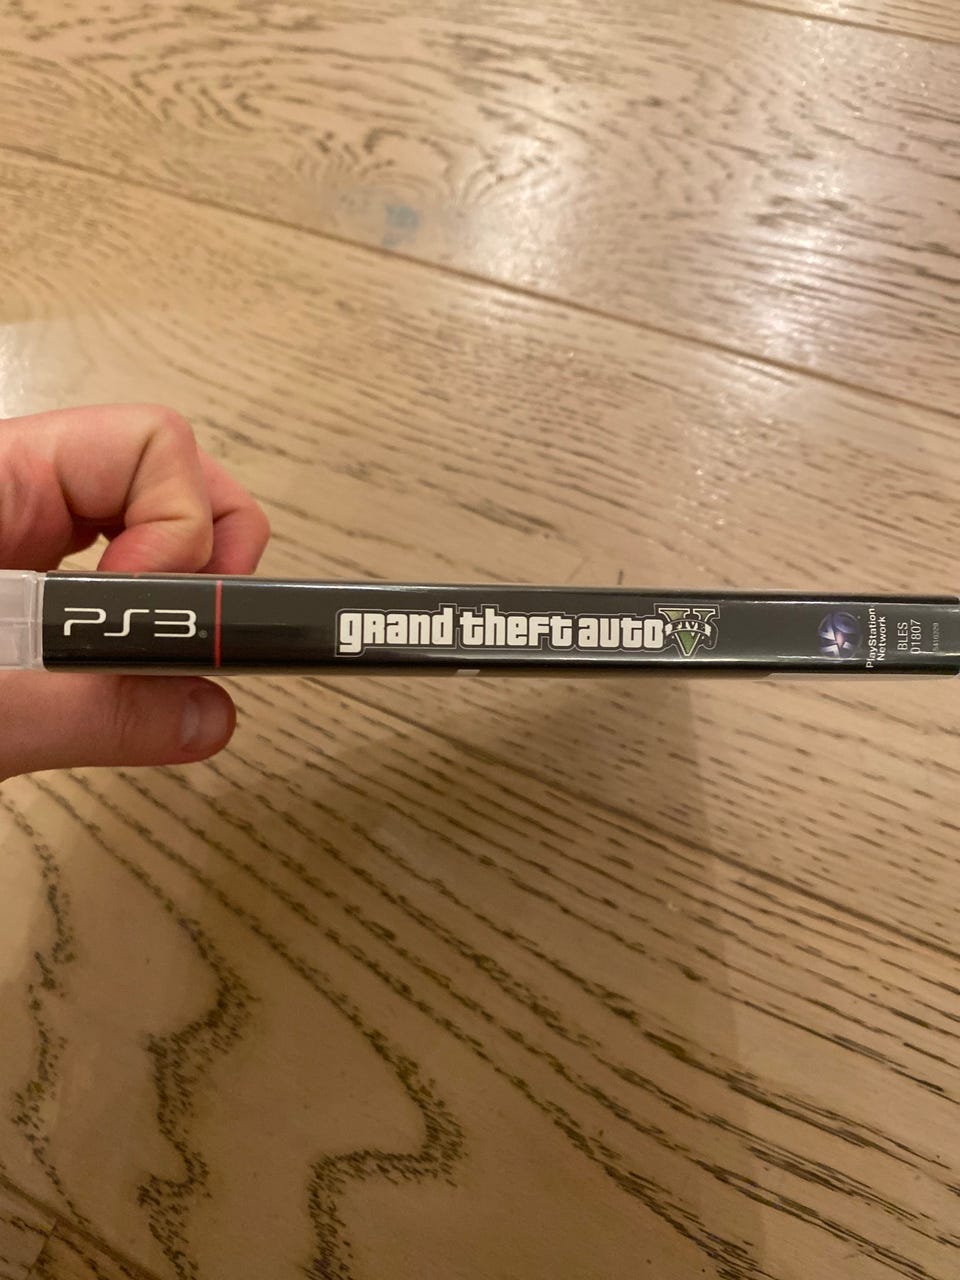 PS3
grand theft auto V
FIVE
PlayStation
Network
BLES
01807